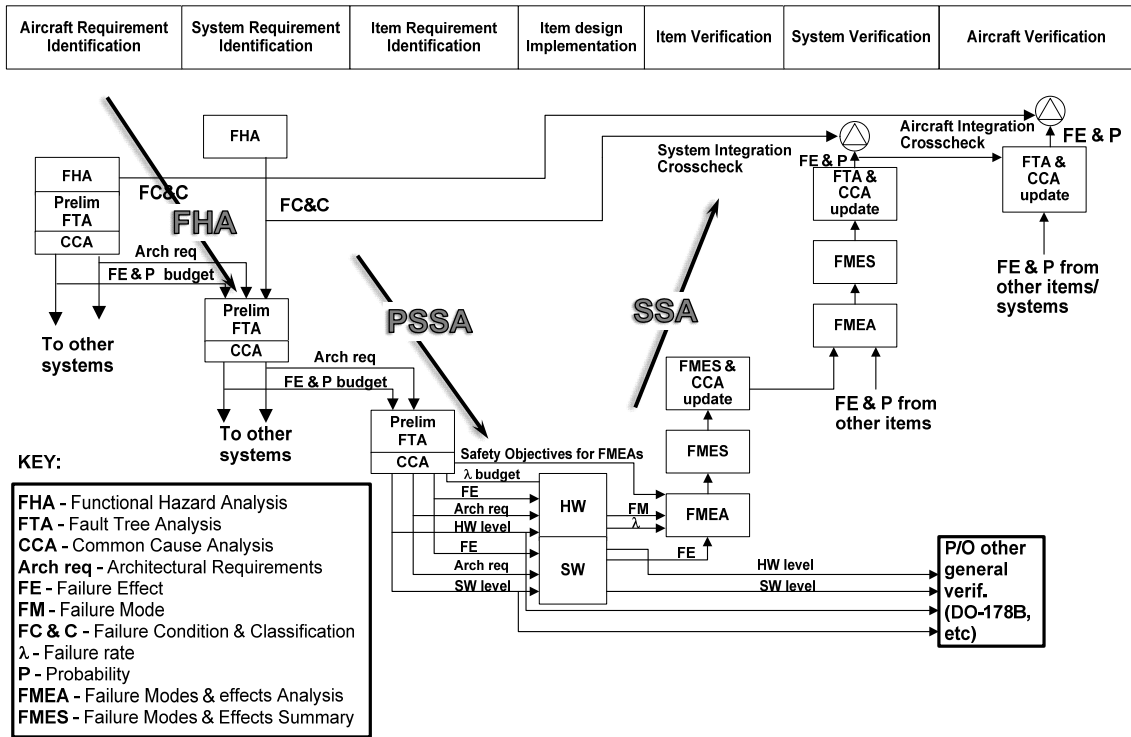 Aircraft Requirement
Identification
System Requirement
Identification
Item Requirement
Identification
Item design
Implementation
Item Verification
System Verification
Aircraft Verification
FHA
FHA
Prelim
FTA
CCA
FC&C
FHA
FC&C
Arch req
FE & P budget
To other
systems
Prelim
FTA
CCA
Arch req
FE & P budget
To other
systems
PSSA
Prelim
FTA
CCA
Safety Objectives for FMEAs
λ budget
FE
Arch req
HW level
FE
Arch req
SW level
HW
SW
FM
λ
FE
FMEA
FMES
FMES &
CCA
update
SSA
System Integration
Crosscheck
FE & P
FTA &
CCA
update
FMES
FMEA
FE & P from
other items
Aircraft Integration
Crosscheck
FE & P
FTA &
CCA
update
FE & P from
other items/
systems
HW level
SW level
P/O other
general
verif.
(DO-178B,
etc)
KEY:
FHA - Functional Hazard Analysis
FTA - Fault Tree Analysis
CCA - Common Cause Analysis
Arch req - Architectural Requirements
FE - Failure Effect
FM - Failure Mode
FC & C - Failure Condition & Classification
λ - Failure rate
P - Probability
FMEA - Failure Modes & effects Analysis
FMES - Failure Modes & Effects Summary